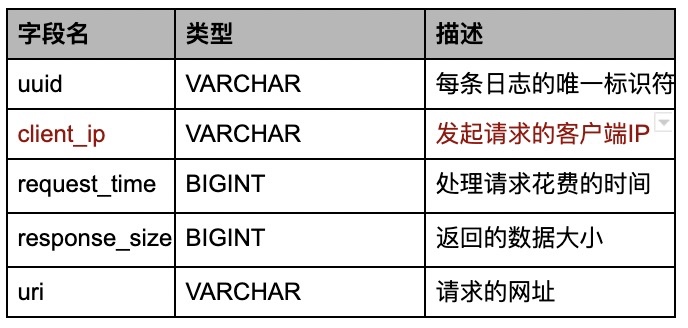 字段名 类型 描述
uuid VARCHAR 每条日志的唯一标识符
client_ip VARCHAR 发起请求的客户端IP
request_time BIGINT 处理请求花费的时间
response_size BIGINT 返回的数据大小
uri VARCHAR 请求的网址